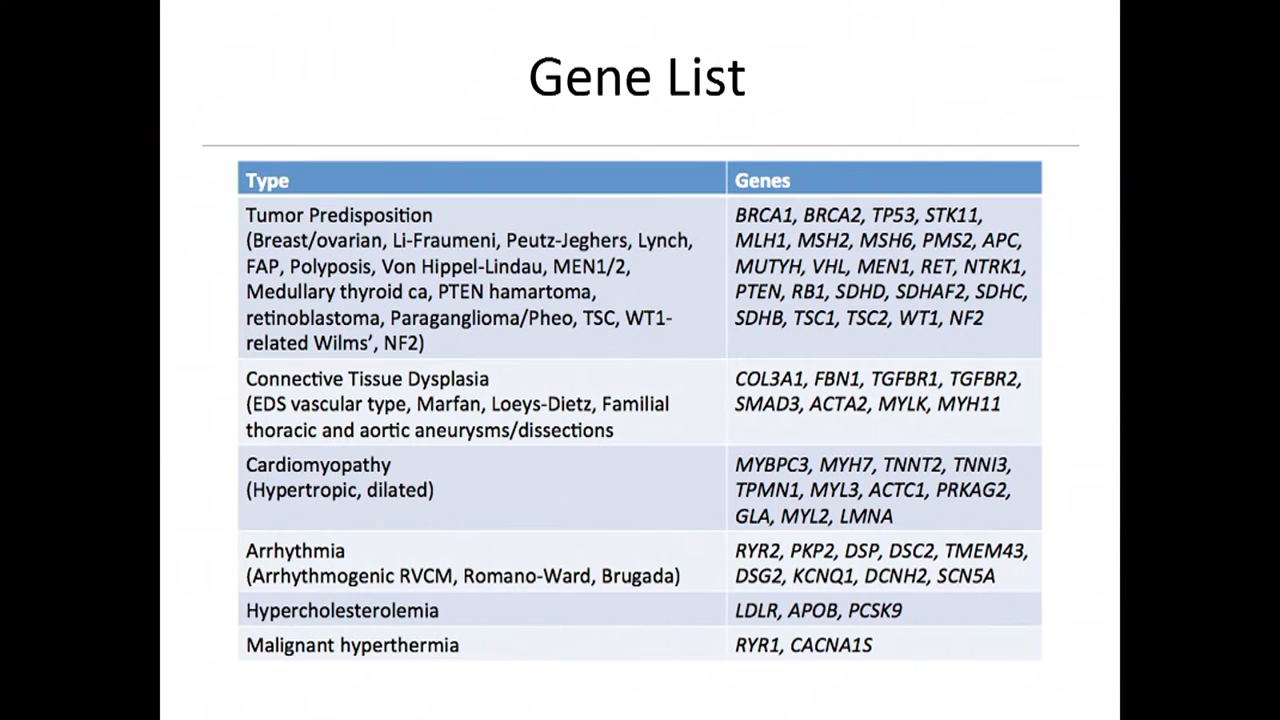 Gene List
Type
Genes
Tumor Predisposition
(Breast/ovarian, Li-Fraumeni, Peutz-Jeghers, Lynch,
FAP, Polyposis, Von Hippel-Lindau, MEN1/2,
Medullary thyroid ca, PTEN hamartoma,
retinoblastoma, Paraganglioma/Pheo, TSC, WT1-
related Wilms’, NF2)
BRCA1, BRCA2, TP53, STK11,
MLH1, MSH2, MSH6, PMS2, APC,
MUTYH, VHL, MEN1, RET, NTRK1,
PTEN, RB1, SDHD, SDHAF2, SDHC,
SDHB, TSC1, TSC2, WT1, NF2
Connective Tissue Dysplasia
(EDS vascular type, Marfan, Loeys-Dietz, Familial
thoracic and aortic aneurysms/dissections
COL3A1, FBN1, TGFBR1, TGFBR2,
SMAD3, ACTA2, MYLK, MYH11
Cardiomyopathy
(Hypertropic, dilated)
MYBPC3, MYH7, TNNT2, TNNI3,
TPMN1, MYL3, ACTC1, PRKAG2,
GLA, MYL2, LMNA
Arrhythmia
(Arrhythmogenic RVCM, Romano-Ward, Brugada)
RYR2, PKP2, DSP, DSC2, TMEM43,
DSG2, KCNQ1, DCNH2, SCN5A
Hypercholesterolemia
LDLR, APOB, PCSK9
Malignant hyperthermia
RYR1, CACNA1S